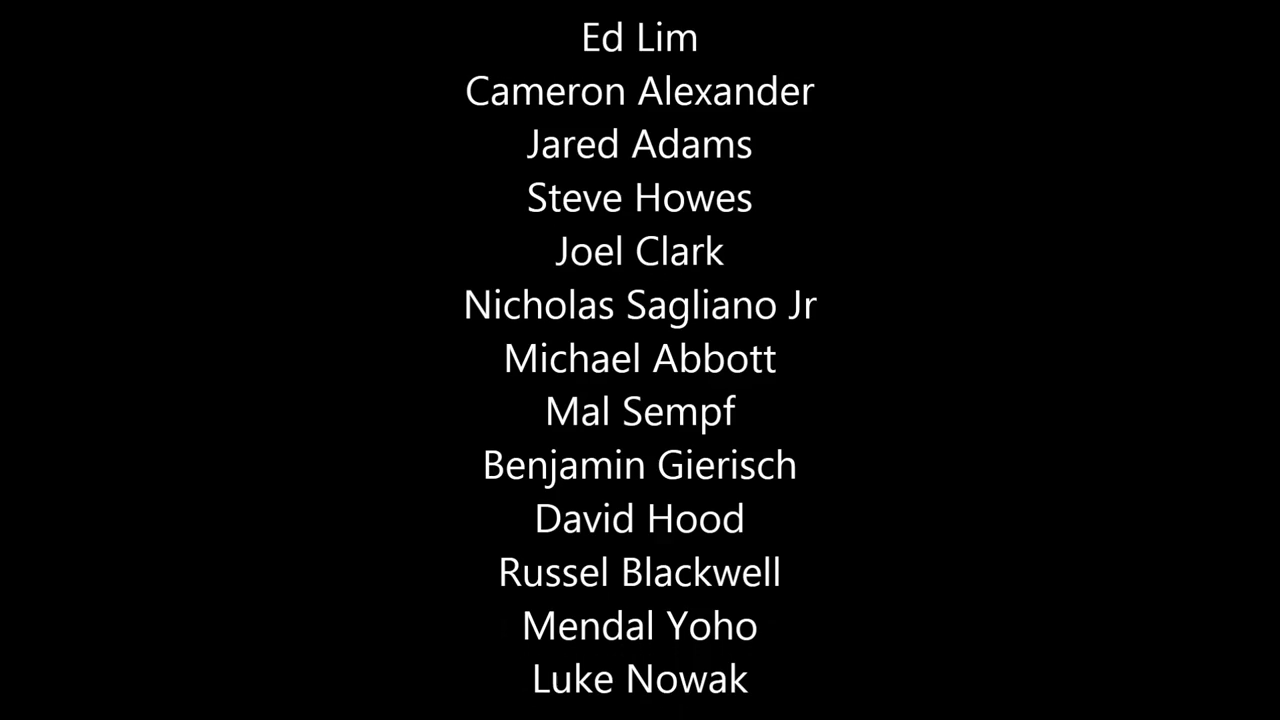 Ed Lim
Cameron Alexander
Jared Adams
Steve Howes
Joel Clark
Nicholas Sagliano Jr
Michael Abbott
Mal Sempf
Benjamin Gierisch
David Hood
Russel Blackwell
Mendal Yoho
Luke Nowak